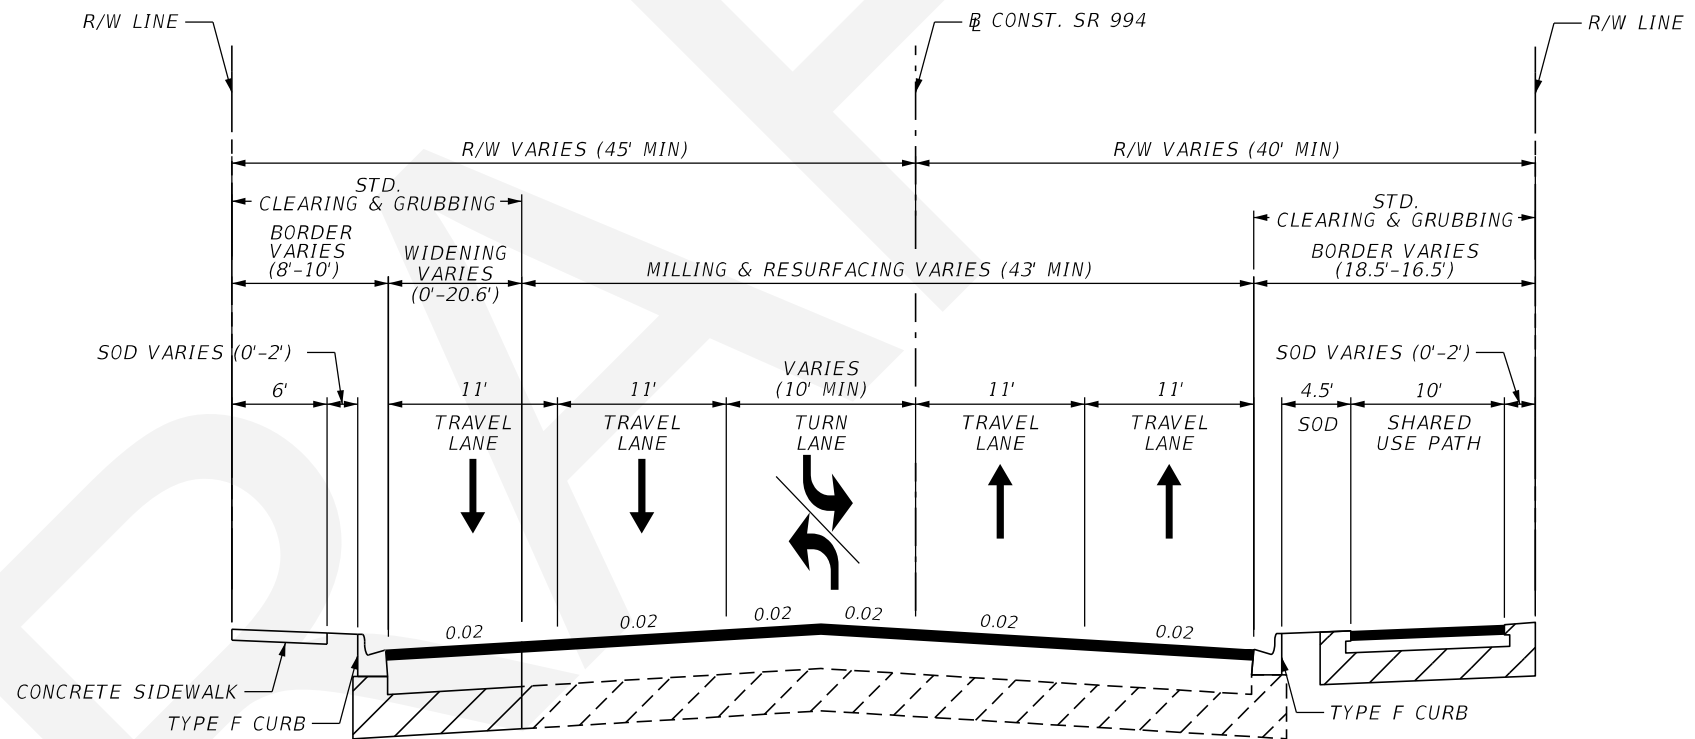 R/W LINE
BL CONST. SR 994
R/W LINE
R/W VARIES (45' MIN)
R/W VARIES (40' MIN)
STD.
CLEARING & GRUBBING
STD.
CLEARING & GRUBBING
BORDER
VARIES
(8'-10')
WIDENING
VARIES
(0'-20.6')
MILLING & RESURFACING VARIES (43' MIN)
BORDER VARIES
(18.5'-16.5')
SOD VARIES (0'-2')
SOD VARIES (0'-2')
6'
11'
11'
VARIES
(10' MIN)
11'
11'
4.5'
10'
TRAVEL
LANE
TRAVEL
LANE
TURN
LANE
TRAVEL
LANE
TRAVEL
LANE
SOD
SHARED
USE PATH
0.02
0.02
0.02
0.02
0.02
0.02
CONCRETE SIDEWALK
TYPE F CURB
TYPE F CURB